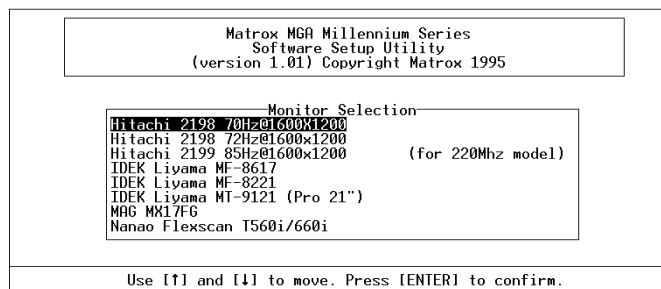 Matrox MGA Millennium Series
Software Setup Utility
(version 1.01) Copyright Matrox 1995
Monitor Selection
Hitachi 2198 70Hz@1600X1200
Hitachi 2198 72Hz@1600x1200
Hitachi 2199 85Hz@1600x1200 (for 220Mhz model)
IDEK Liyama MF-8617
IDEK Liyama MF-8221
IDEK Liyama MT-9121 (Pro 21")
MAG MX17FG
Nanao Flexscan T560i/660i
Use [↑] and [↓] to move. Press [ENTER] to confirm.